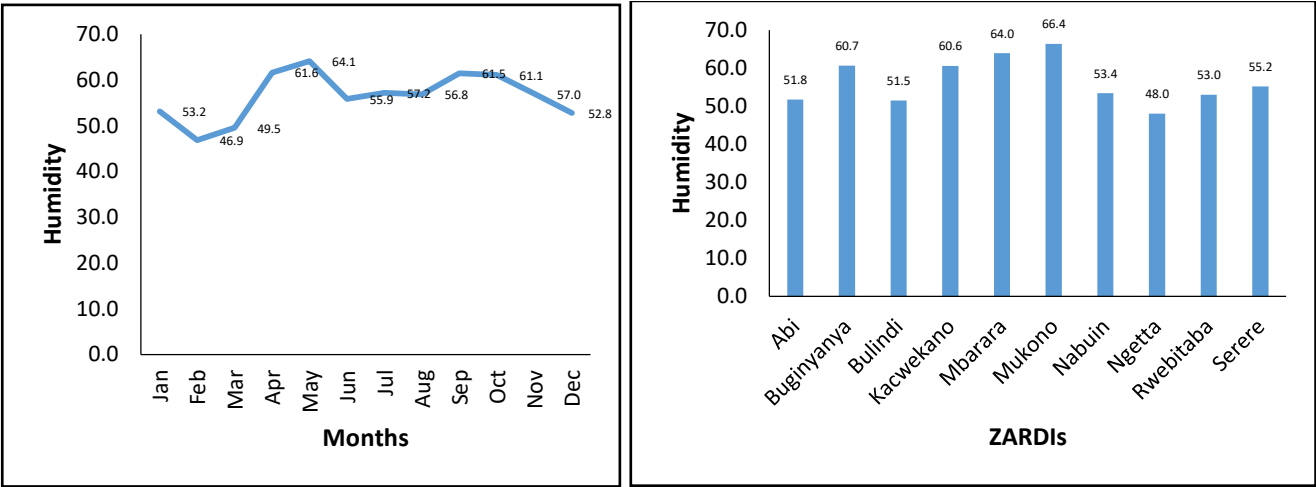 70.0
60.0
50.0
40.0
30.0
20.0
10.0
0.0
Humidity
53.2
46.9
49.5
61.6
64.1
55.9
57.2
56.8
61.5
61.1
57.0
52.8
Jan
Feb
Mar
Apr
May
Jun
Jul
Aug
Sep
Oct
Nov
Dec
Months
70.0
60.0
50.0
40.0
30.0
20.0
10.0
0.0
Humidity
51.8
60.7
51.5
60.6
64.0
66.4
53.4
48.0
53.0
55.2
Abi
Buginyanya
Bulindi
Kacwekano
Mbarara
Mukono
Nabuin
Ngetta
Rwebitaba
Serere
ZARDIs